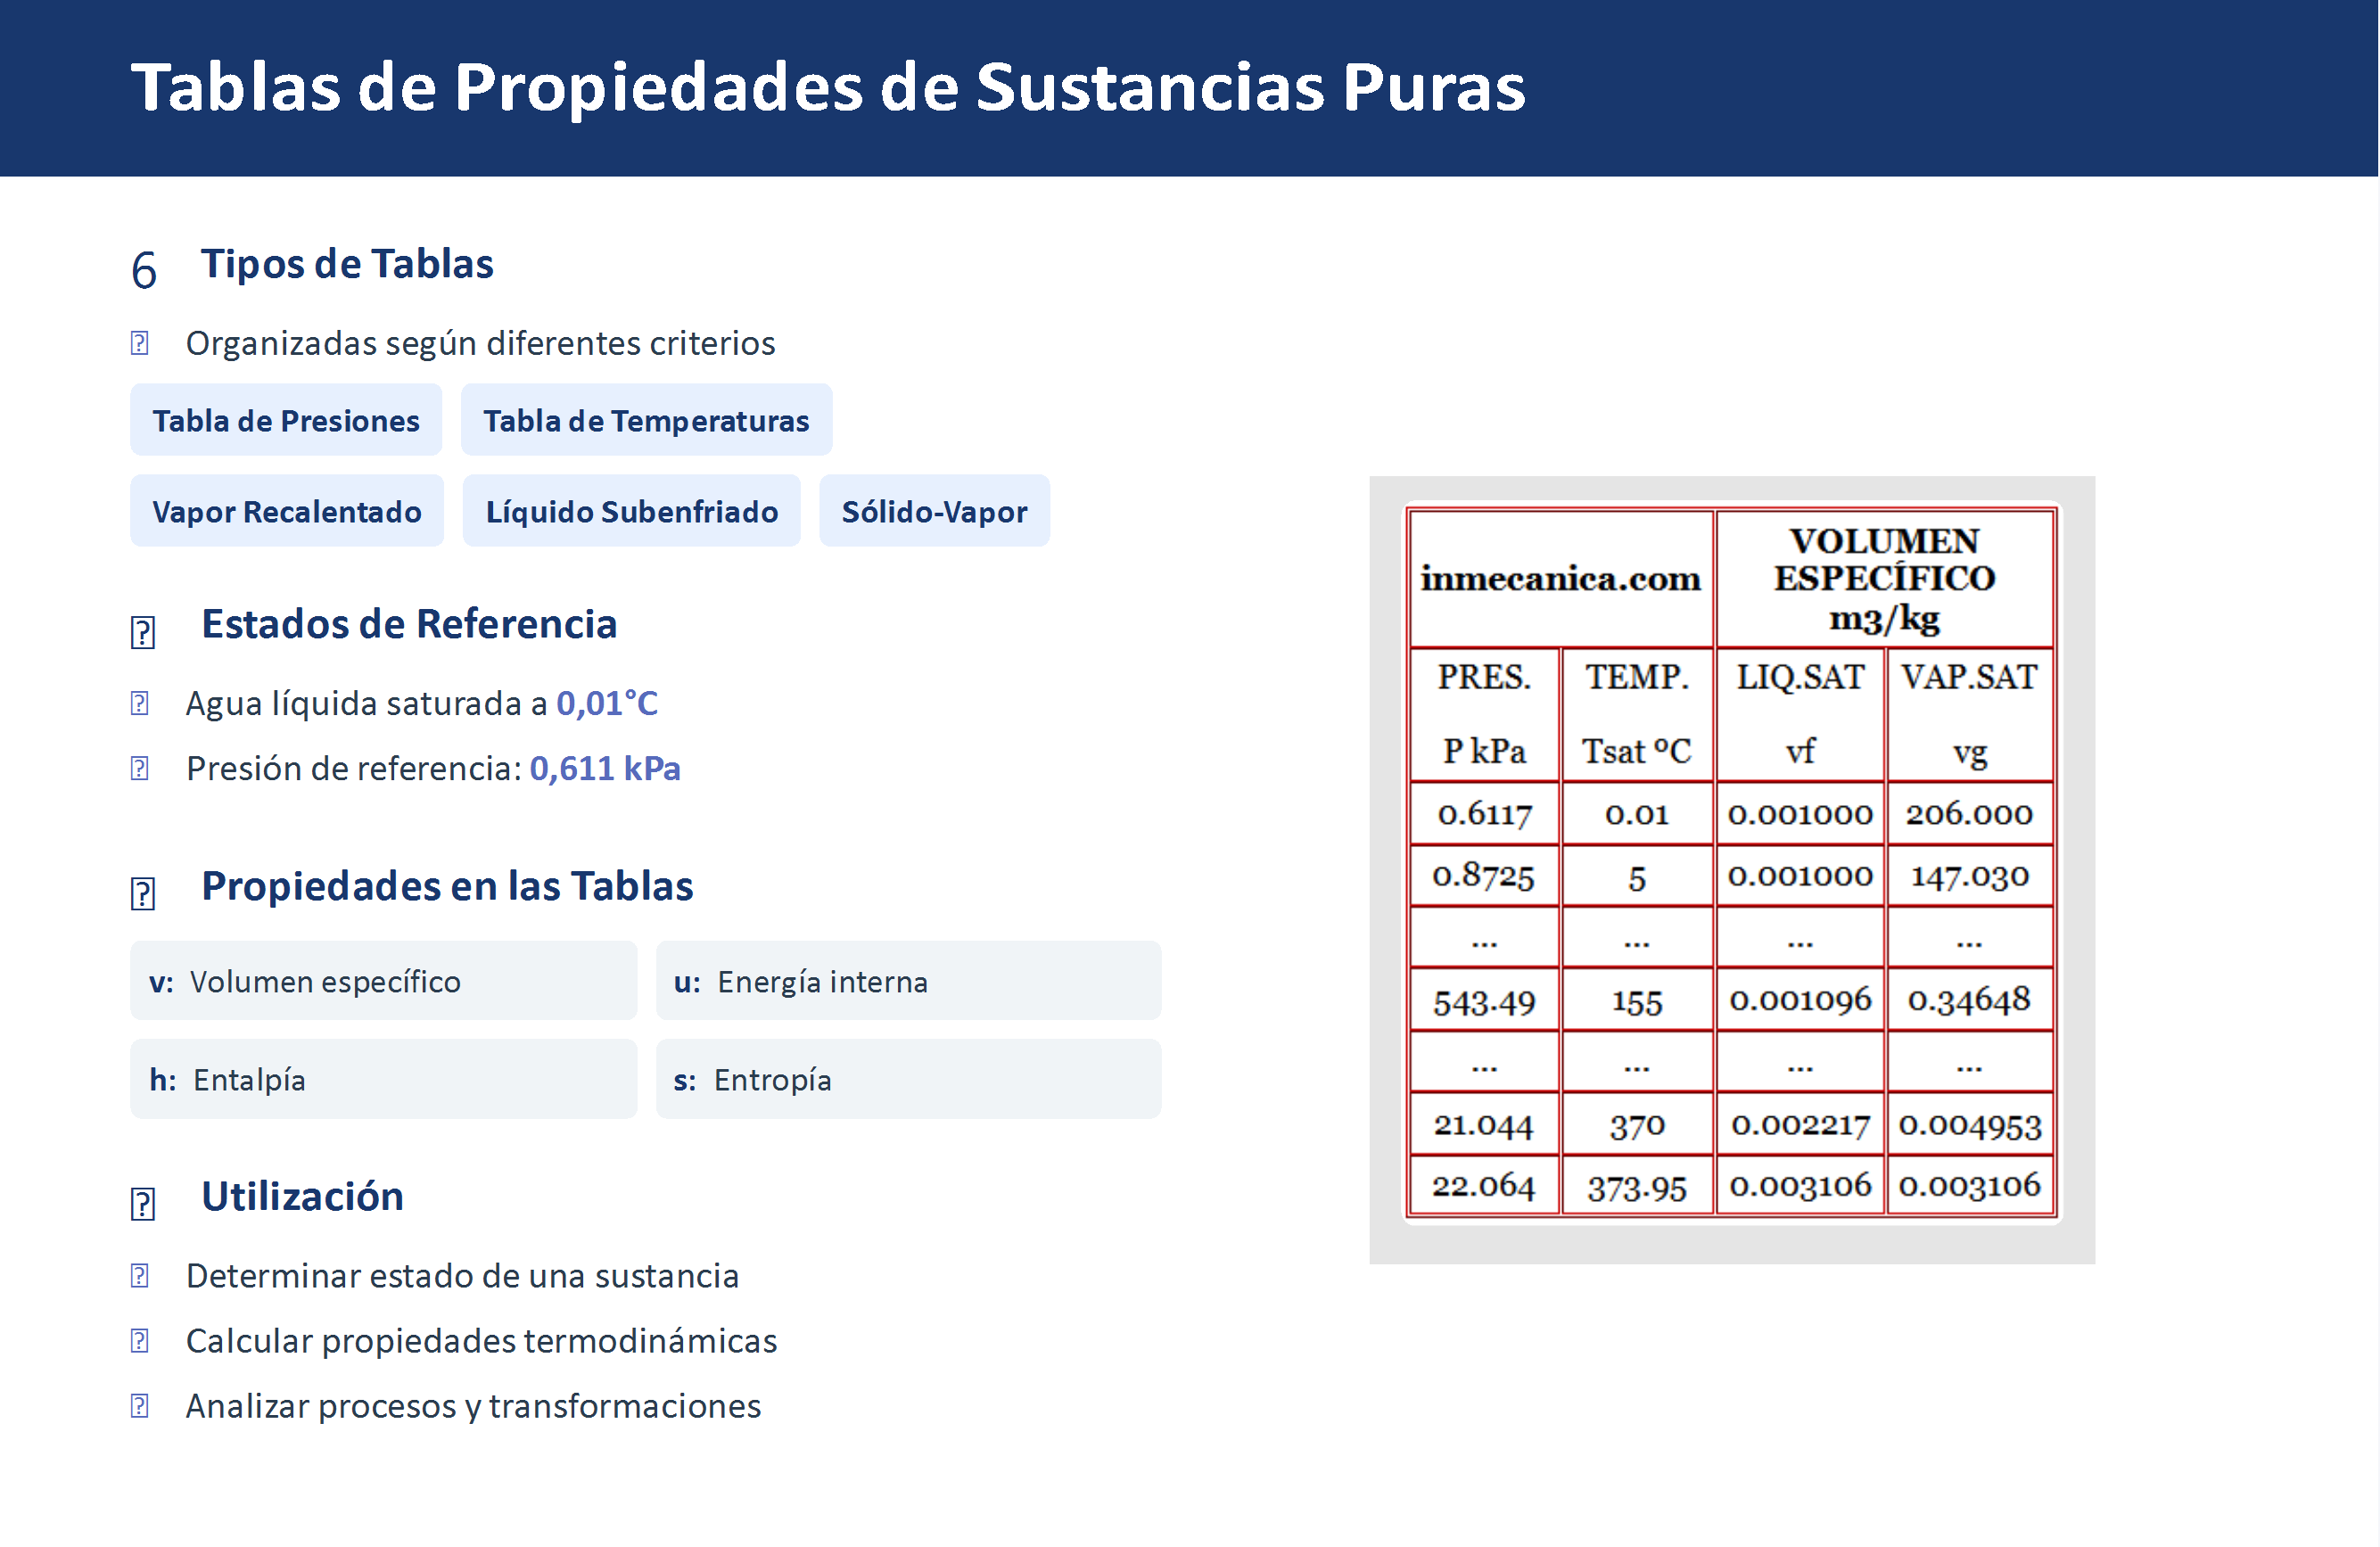 Tablas de Propiedades de Sustancias Puras
6 Tipos de Tablas
Organizadas según diferentes criterios
Tabla de Presiones Tabla de Temperaturas
Vapor Recalentado Líquido Subenfriado Sólido-Vapor
Estados de Referencia
Agua líquida saturada a 0,01°C
Presión de referencia: 0,611 kPa
Propiedades en las Tablas
v: Volumen específico u: Energía interna
h: Entalpía s: Entropía
Utilización
Determinar estado de una sustancia
Calcular propiedades termodinámicas
Analizar procesos y transformaciones
inmecanica.com
VOLUMEN
ESPECÍFICO
m3/kg
PRES. TEMP. LIQ.SAT VAP.SAT
P kPa Tsat ºC vf vg
0.6117 0.01 0.001000 206.000
0.8725 5 0.001000 147.030
... ... ... ...
543.49 155 0.001096 0.34648
... ... ... ...
21.044 370 0.002217 0.004953
22.064 373.95 0.003106 0.003106